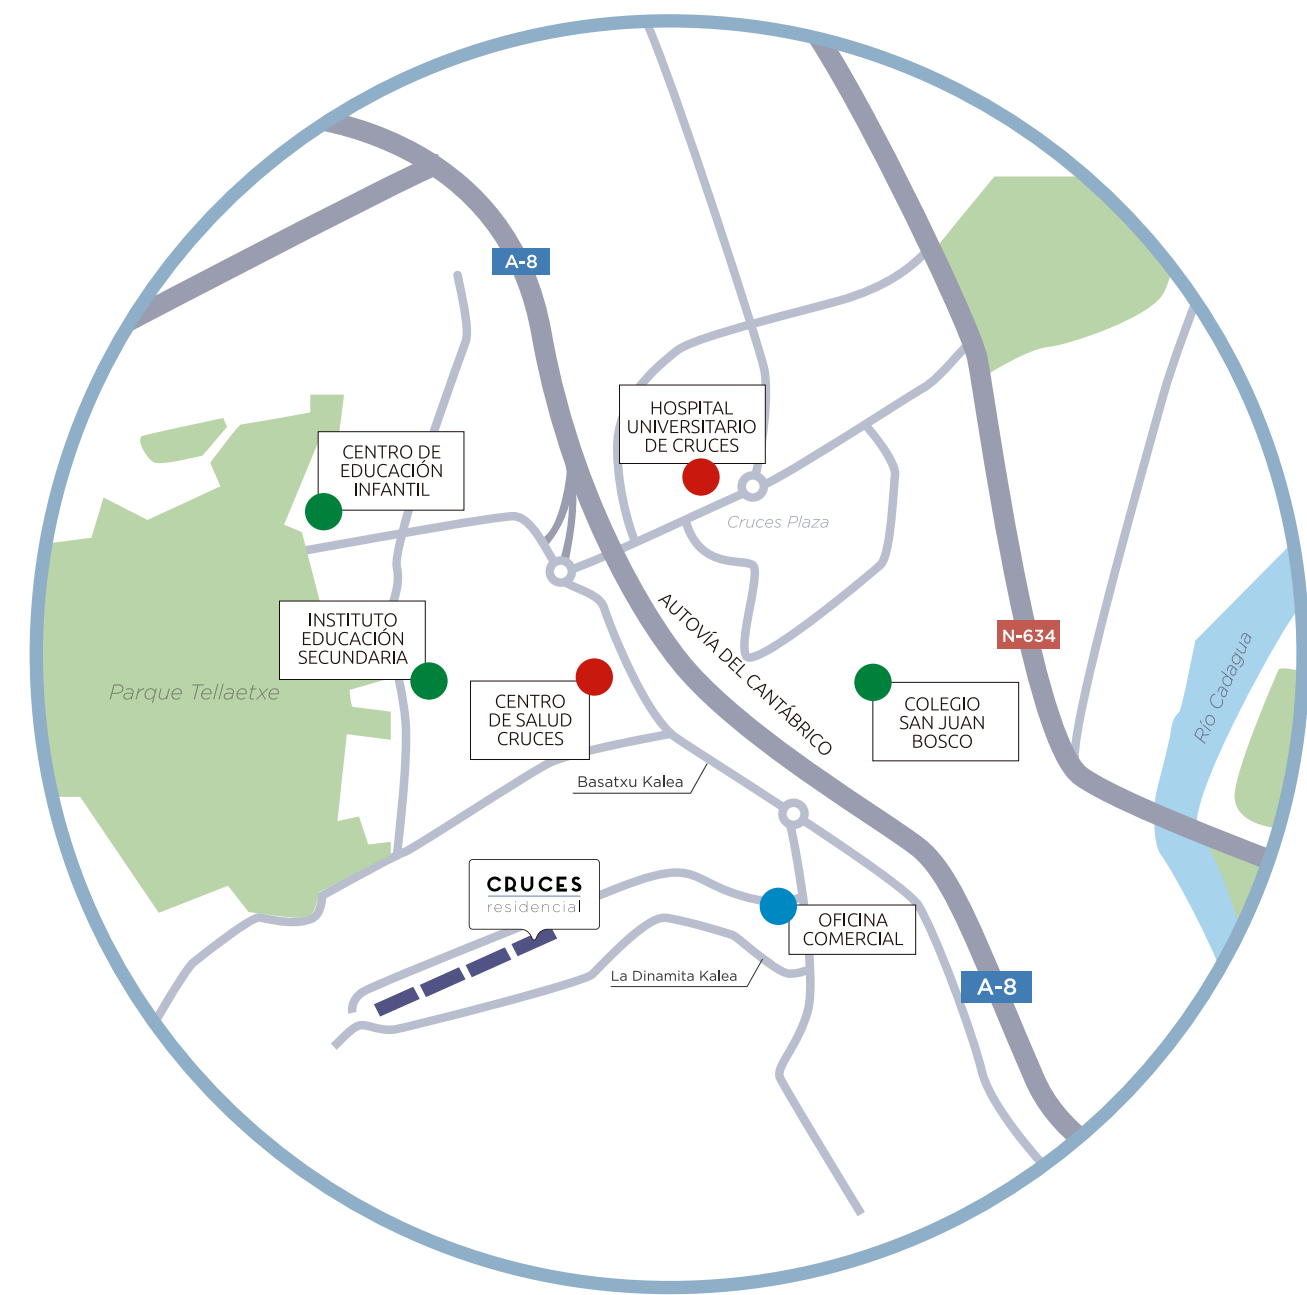 A-8
HOSPITAL
UNIVERSITARIO
DE CRUCES
CENTRO DE
EDUCACIÓN
INFANTIL
Cruces Plaza
INSTITUTO
EDUCACIÓN
SECUNDARIA
AUTOVÍA DEL CANTÁBRICO
N-634
Parque Tellaetxe
Río Cadagua
CENTRO
DE SALUD
CRUCES
COLEGIO
SAN JUAN
BOSCO
Basatxu Kalea
CRUCES
residencial
OFICINA
COMERCIAL
La Dinamita Kalea
A-8